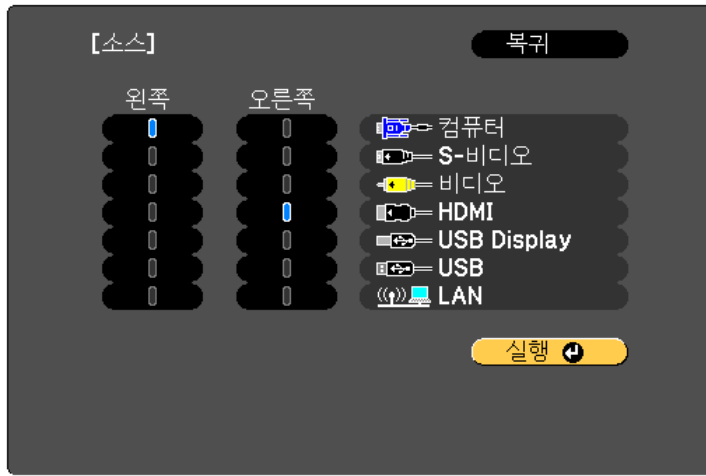 [소스]
복귀
왼쪽 오른쪽
컴퓨터
S-비디오
비디오
HDMI
USB Display
USB
LAN
실행